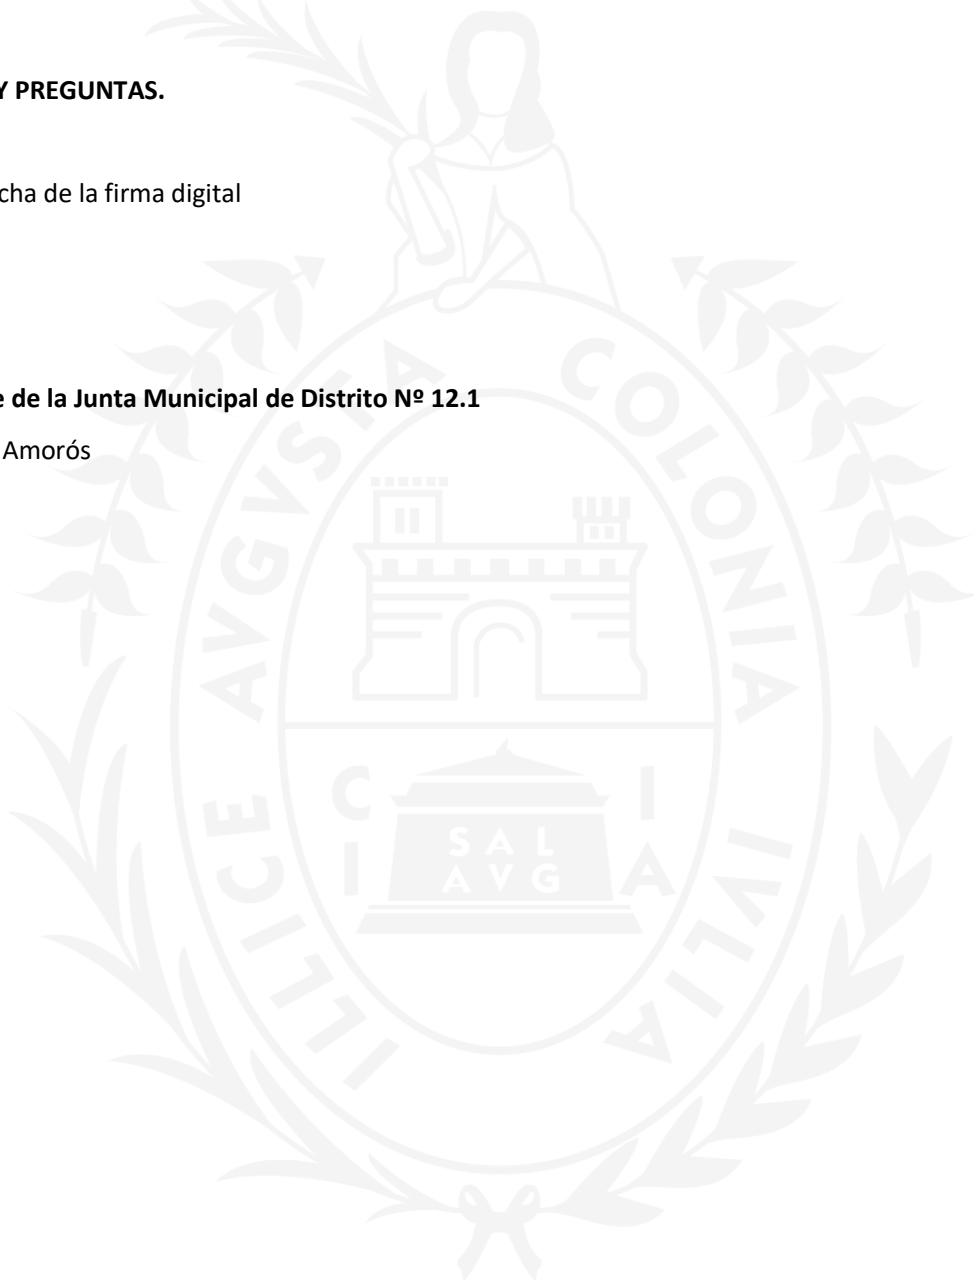 Y PREGUNTAS.
cha de la firma digital
e de la Junta Municipal de Distrito Nº 12.1
Amorós
COLONIA IVLIA ILICE AVGVSTA
C I
I A
SAL
AVG